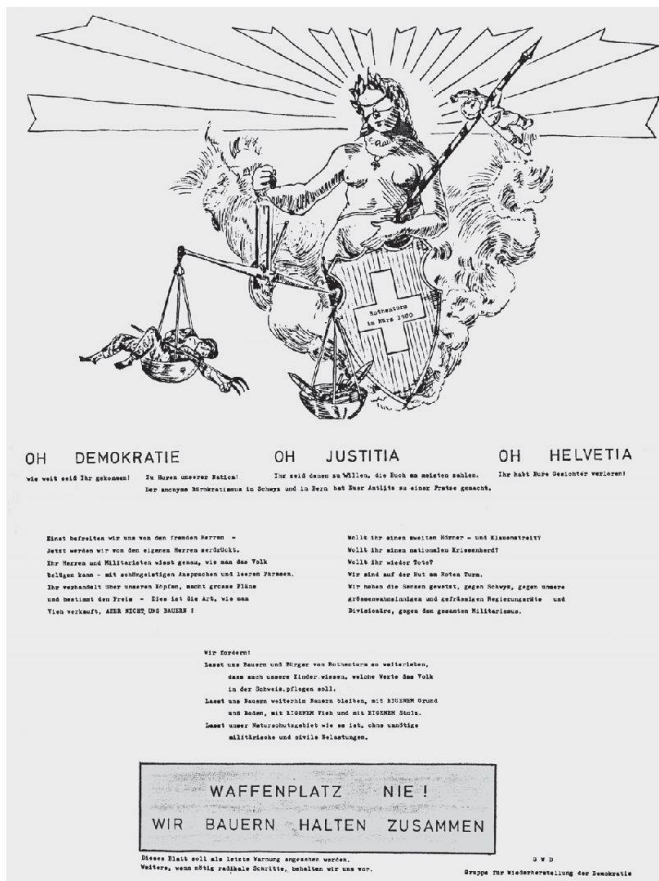 Rothenturm
im März 1980
OH DEMOKRATIE
wie weit seid Ihr gekommen! Zu Huren unserer Nation!
OH JUSTITIA
Ihr seid denen zu Willen, die Euch am meisten zahlen.
OH HELVETIA
Ihr habt Eure Gesichter verloren!
Der anonyme Bürokratismus in Schwyz und in Bern hat Euer Antlitz zu einer Fratze gemacht.
Einst befreiten wir uns von den fremden Herren -
Jetzt werden wir von den eigenen Herren zerdrückt.
Ihr Herren und Militaristen wisst genau, wie man das Volk
belügen kann - mit schöngeistigen Ansprachen und leeren Phrasen.
Ihr verhandelt über unseren Köpfen, macht grosse Pläne
und bestimmt den Preis - Dies ist die Art, wie man
Vieh verkauft, ABER NICHT UNS BAUERN !
Wollt ihr einen zweiten Hörner - und Klauenstreit?
Wollt ihr einen nationalen Krisenherd?
Wollt ihr wieder Tote?
Wir sind auf der Hut am Roten Turm.
Wir haben die Sensen gewetzt, gegen Schwyz, gegen unsere
grössenwahnsinnigen und gefrässigen Regierungsräte und
Divisionäre, gegen den gesamten Militarismus.
Wir fordern:
Lasst uns Bauern und Bürger von Rothenturm so weiterleben,
dass auch unsere Kinder wissen, welche Werte das Volk
in der Schweiz pflegen soll.
Lasst uns Bauern weiterhin Bauern bleiben, mit EIGENEM Grund
und Boden, mit EIGENEM Vieh und mit EIGENEM Stolz.
Lasst unser Naturschutzgebiet wie es ist, ohne unnötige
militärische und zivile Belastungen.
WAFFENPLATZ NIE !
WIR BAUERN HALTEN ZUSAMMEN
Dieses Blatt soll als letzte Warnung angesehen werden.
Weitere, wenn nötig radikale Schritte, behalten wir uns vor.
G W D
Gruppe für Wiederherstellung der Demokratie